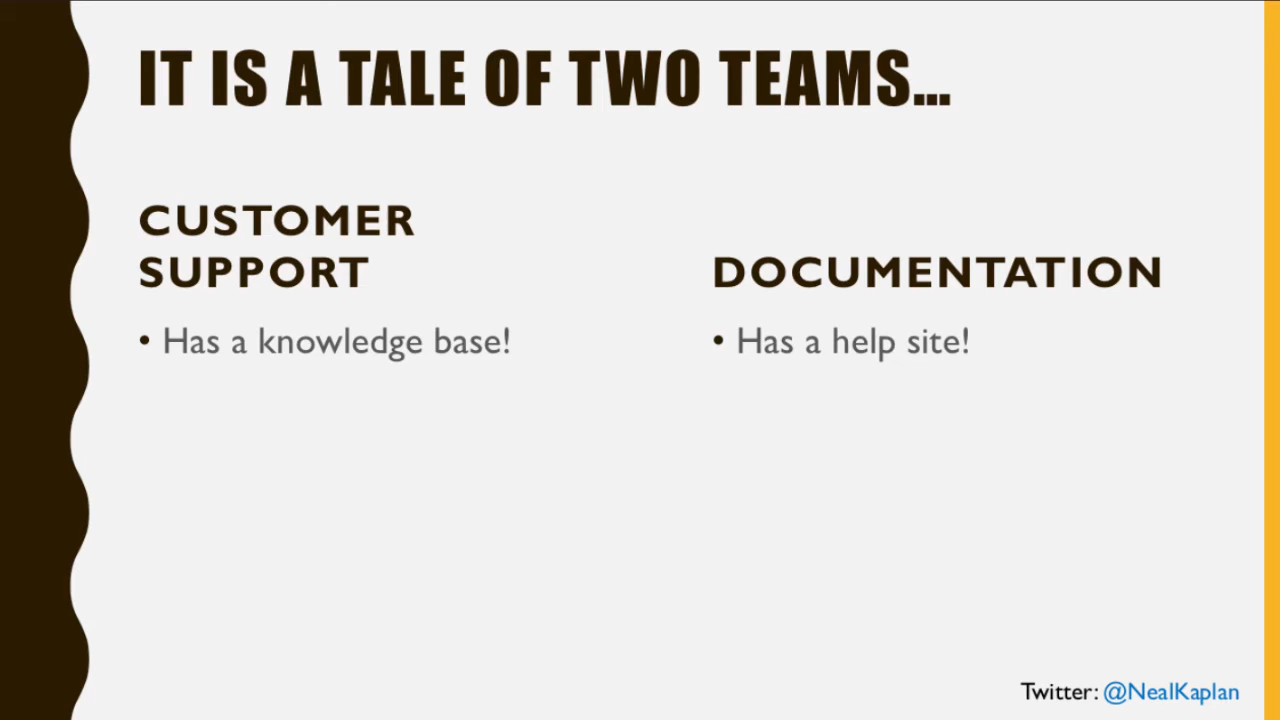 IT IS A TALE OF TWO TEAMS...
CUSTOMER
SUPPORT
• Has a knowledge base!
DOCUMENTATION
• Has a help site!
Twitter: @NealKaplan